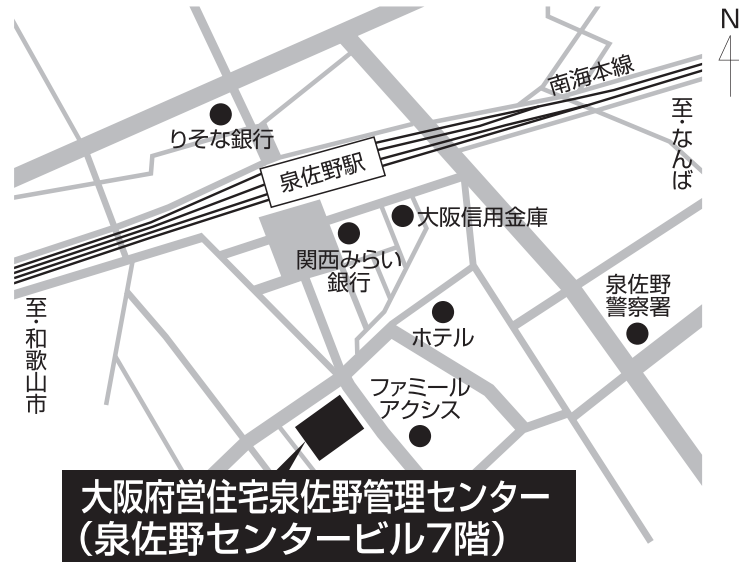 N
南海本線
至・なんば
りそな銀行
泉佐野駅
大阪信用金庫
関西みらい
銀行
泉佐野
警察署
至・和歌山市
ホテル
ファミール
アクシス
大阪府営住宅泉佐野管理センター
（泉佐野センタービル7階）